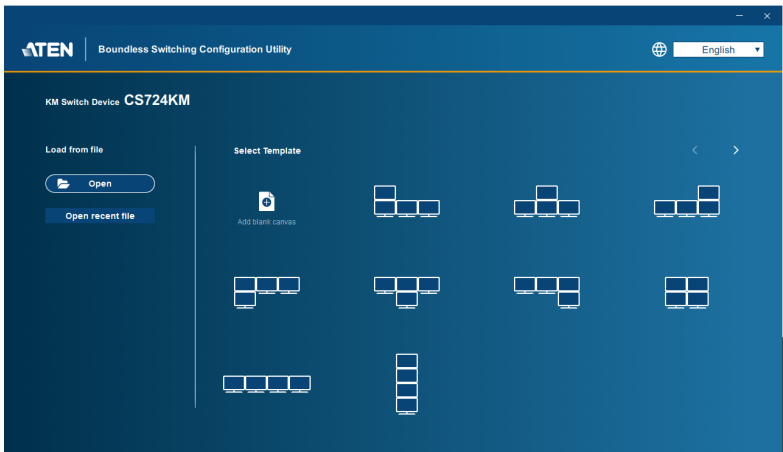 ATEN
Boundless Switching Configuration Utility
English
KM Switch Device CS724KM
Load from file
Select Template
Open
Open recent file
Add blank canvas